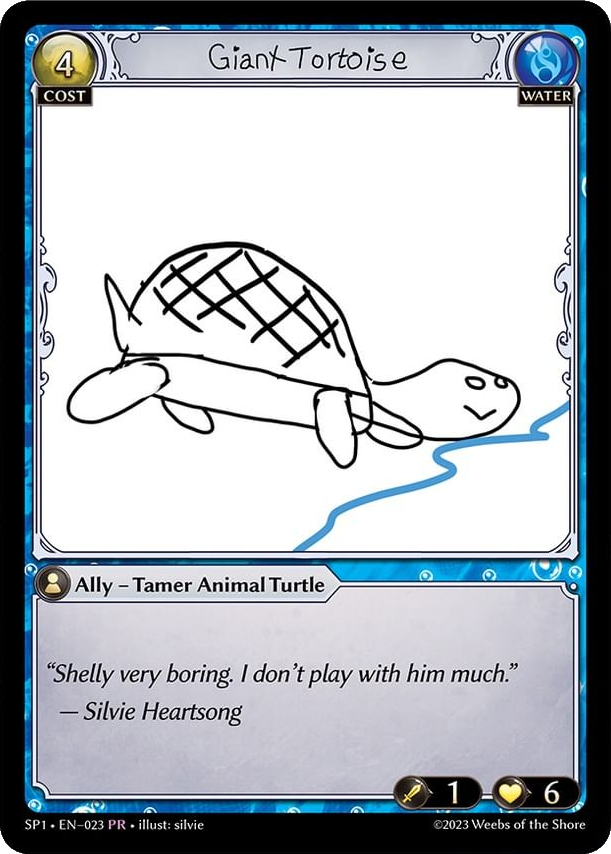 4
Giant Tortoise
COST
WATER
Ally – Tamer Animal Turtle
“Shelly very boring. I don’t play with him much.”
— Silvie Heartsong
1
6
SP1 • EN–023 PR • illust: silvie
©2023 Weebs of the Shore